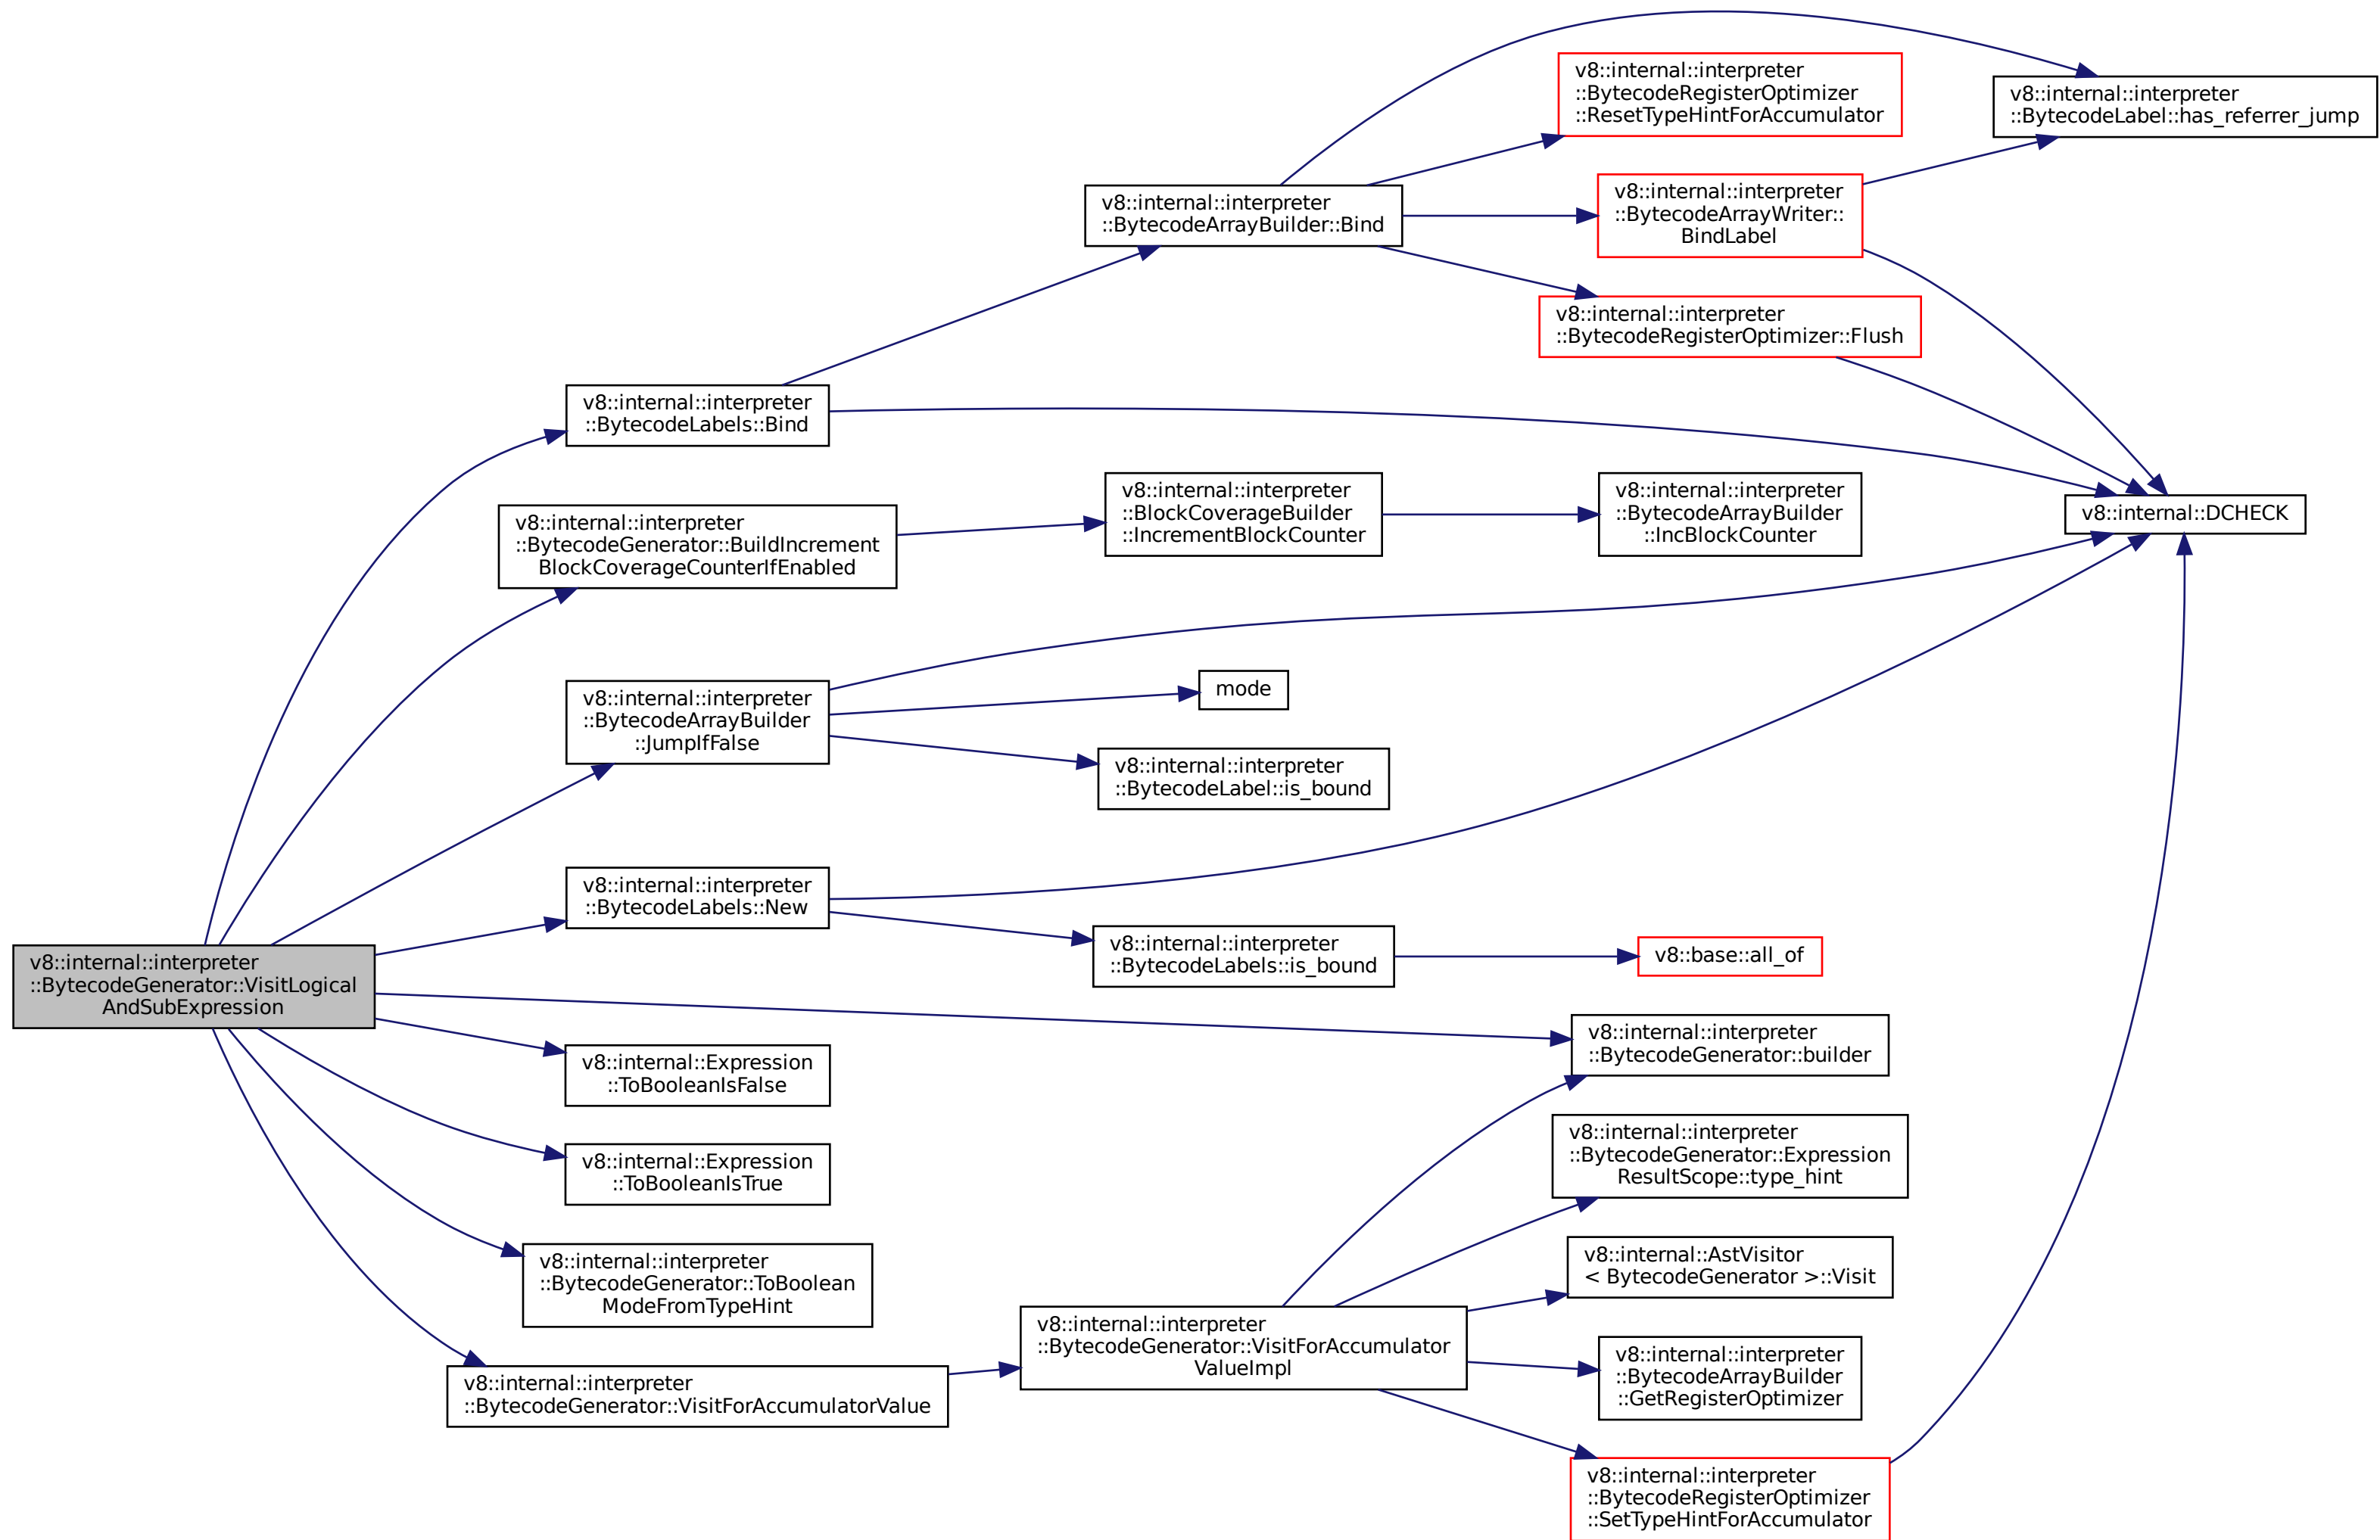 v8::internal::interpreter
::BytecodeGenerator::VisitLogical
AndSubExpression
v8::internal::interpreter
::BytecodeLabels::Bind
v8::internal::interpreter
::BytecodeGenerator::BuildIncrement
BlockCoverageCounterIfEnabled
v8::internal::interpreter
::BytecodeArrayBuilder
::JumpIfFalse
v8::internal::interpreter
::BytecodeLabels::New
v8::internal::Expression
::ToBooleanIsFalse
v8::internal::Expression
::ToBooleanIsTrue
v8::internal::interpreter
::BytecodeGenerator::ToBoolean
ModeFromTypeHint
v8::internal::interpreter
::BytecodeGenerator::VisitForAccumulatorValue
v8::internal::interpreter
::BytecodeArrayBuilder::Bind
v8::internal::interpreter
::BlockCoverageBuilder
::IncrementBlockCounter
mode
v8::internal::interpreter
::BytecodeLabel::is_bound
v8::internal::interpreter
::BytecodeLabels::is_bound
v8::internal::interpreter
::BytecodeGenerator::VisitForAccumulator
ValueImpl
v8::internal::interpreter
::BytecodeRegisterOptimizer
::ResetTypeHintForAccumulator
v8::internal::interpreter
::BytecodeArrayWriter::
BindLabel
v8::internal::interpreter
::BytecodeRegisterOptimizer::Flush
v8::internal::interpreter
::BytecodeArrayBuilder
::IncBlockCounter
v8::base::all_of
v8::internal::interpreter
::BytecodeGenerator::builder
v8::internal::interpreter
::BytecodeGenerator::Expression
ResultScope::type_hint
v8::internal::AstVisitor
< BytecodeGenerator >::Visit
v8::internal::interpreter
::BytecodeArrayBuilder
::GetRegisterOptimizer
v8::internal::interpreter
::BytecodeRegisterOptimizer
::SetTypeHintForAccumulator
v8::internal::interpreter
::BytecodeLabel::has_referrer_jump
v8::internal::DCHECK